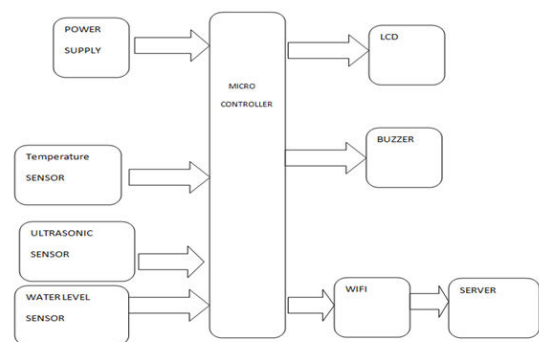 POWER
SUPPLY
LCD
MICRO
CONTROLLER
BUZZER
Temperature
SENSOR
ULTRASONIC
SENSOR
WATER LEVEL
SENSOR
WIFI
SERVER